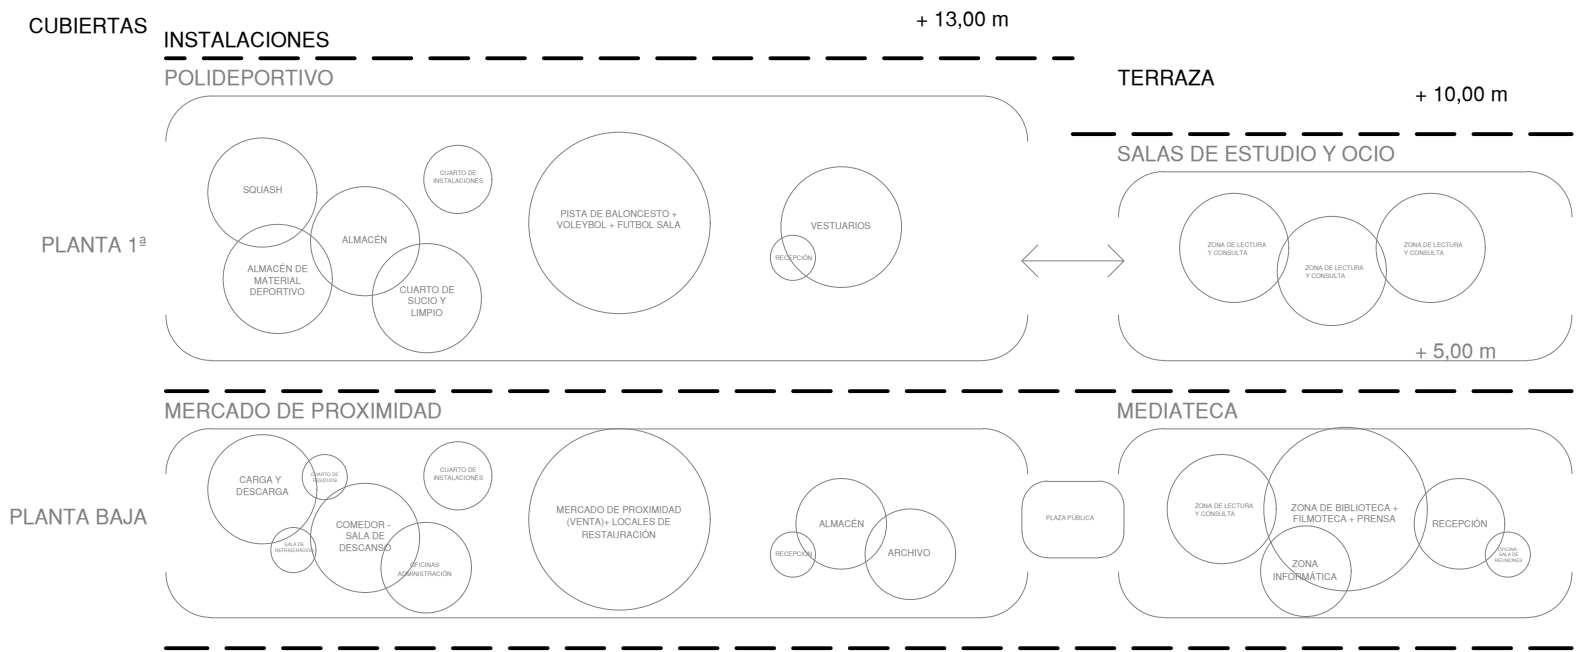 CUBIERTAS
INSTALACIONES
+ 13,00 m
POLIDEPORTIVO
TERRAZA
+ 10,00 m
SALAS DE ESTUDIO Y OCIO
PLANTA 1ª
SQUASH
ALMACÉN
ALMACÉN DE
MATERIAL
DEPORTIVO
CUARTO DE
SUCIO Y
LIMPIO
CUARTO DE
INSTALACIONES
PISTA DE BALONCESTO +
VOLEYBOL + FUTBOL SALA
VESTUARIOS
RECEPCIÓN
ZONA DE LECTURA
Y CONSULTA
ZONA DE LECTURA
Y CONSULTA
ZONA DE LECTURA
Y CONSULTA
+ 5,00 m
MERCADO DE PROXIMIDAD
MEDIATECA
PLANTA BAJA
CARGA Y
DESCARGA
CUARTO DE
RESIDUOS
SALA DE
REFRIGERACIÓN
COMEDOR -
SALA DE
DESCANSO
OFICINAS
ADMINISTRACIÓN
CUARTO DE
INSTALACIONES
MERCADO DE PROXIMIDAD
(VENTA)+ LOCALES DE
RESTAURACIÓN
ALMACÉN
RECEPCIÓN
ARCHIVO
PLAZA PÚBLICA
ZONA DE LECTURA
Y CONSULTA
ZONA DE BIBLIOTECA +
FILMOTECA + PRENSA
ZONA
INFORMÁTICA
RECEPCIÓN
OFICINA -
SALA DE
REUNIONES